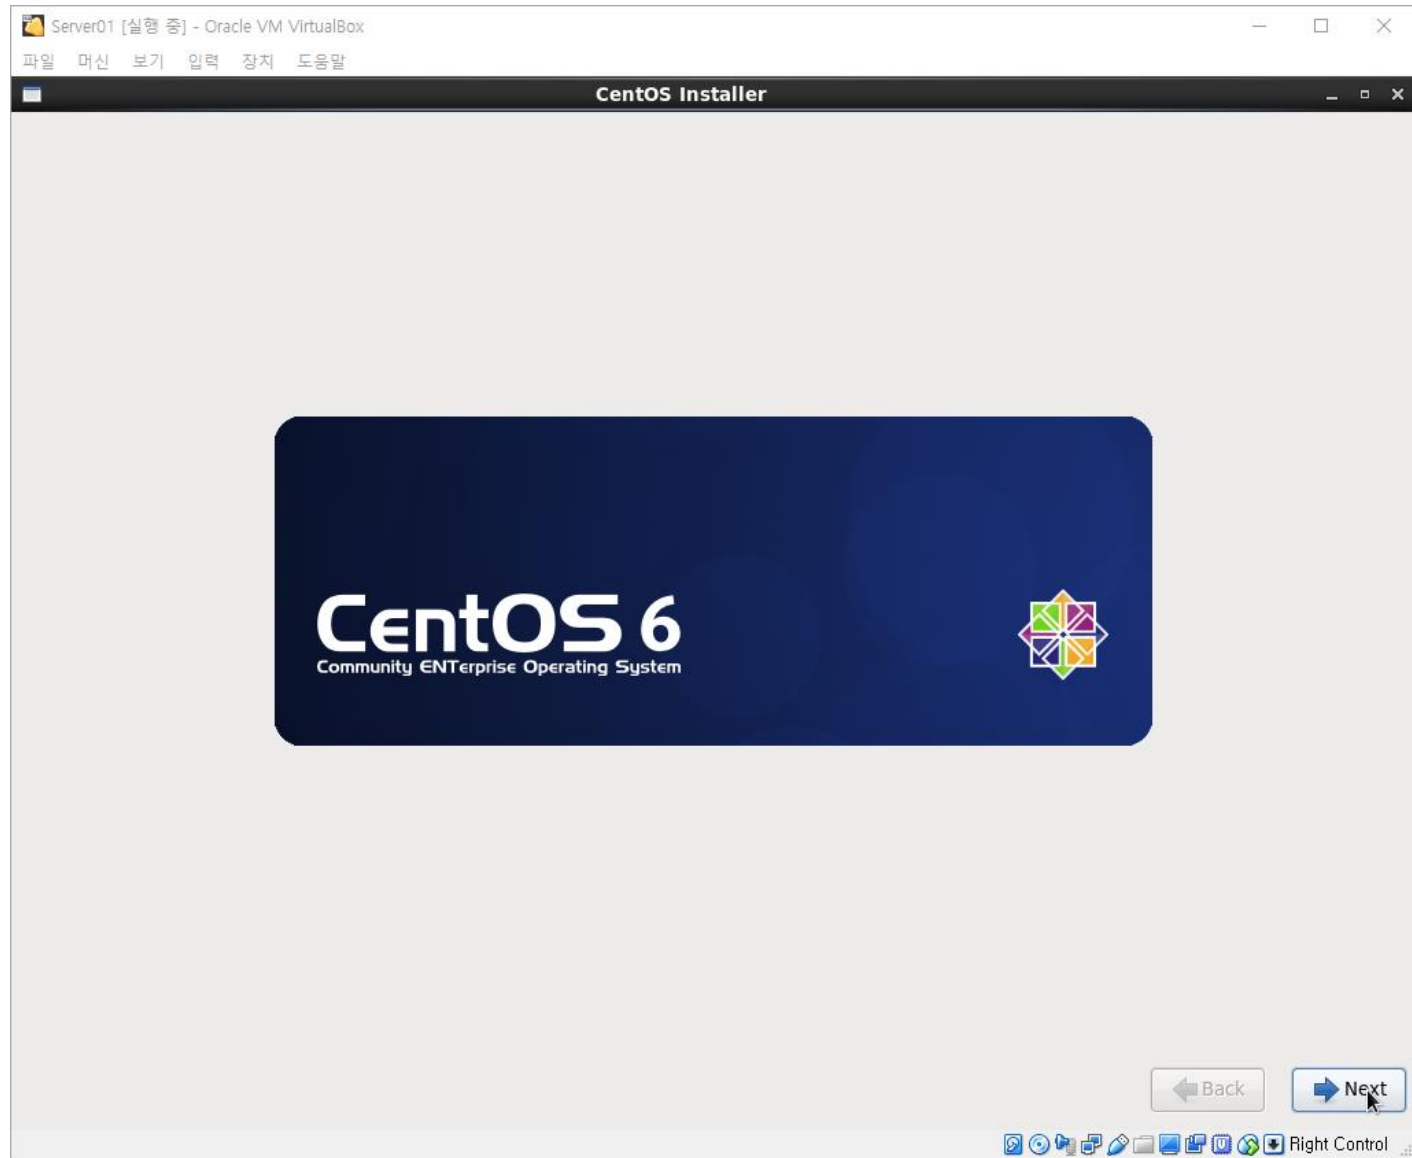 Server01 [실행 중] - Oracle VM VirtualBox
파일 머신 보기 입력 장치 도움말
CentOS Installer
CentOS 6
Community ENTerprise Operating System
Back
Next
Right Control